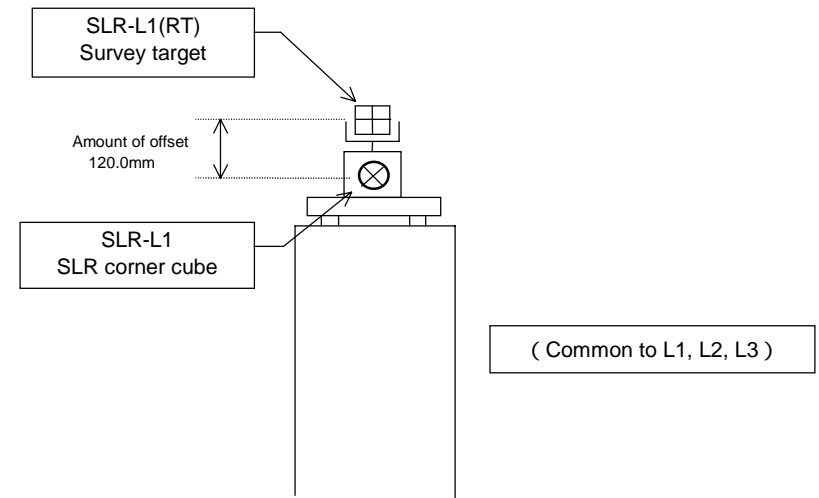 SLR-L1(RT)
Survey target
Amount of offset
120.0mm
SLR-L1
SLR corner cube
( Common to L1, L2, L3 )